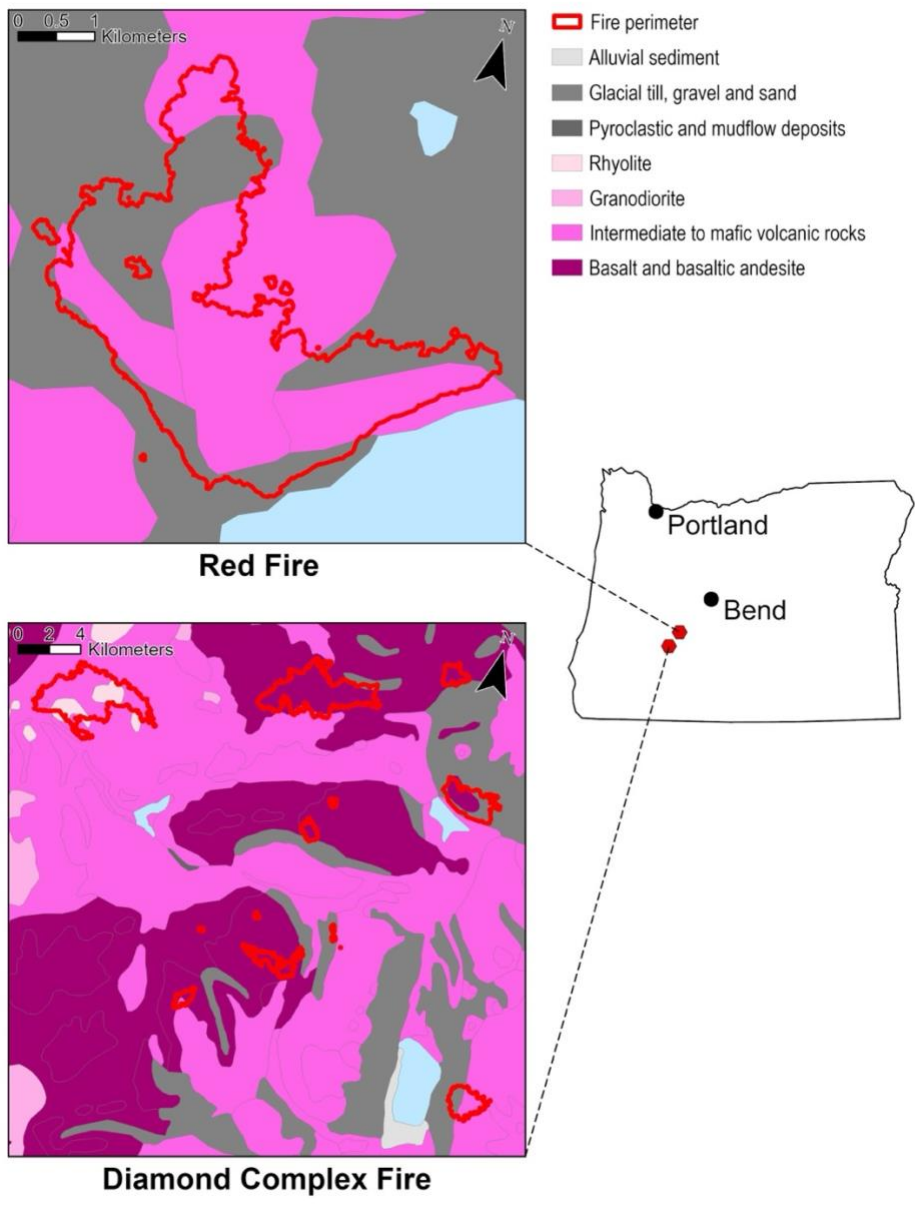 0 0.5 1
Kilometers
N
Fire perimeter
Alluvial sediment
Glacial till, gravel and sand
Pyroclastic and mudflow deposits
Rhyolite
Granodiorite
Intermediate to mafic volcanic rocks
Basalt and basaltic andesite
Red Fire
Portland
Bend
0 2 4
Kilometers
N
Diamond Complex Fire